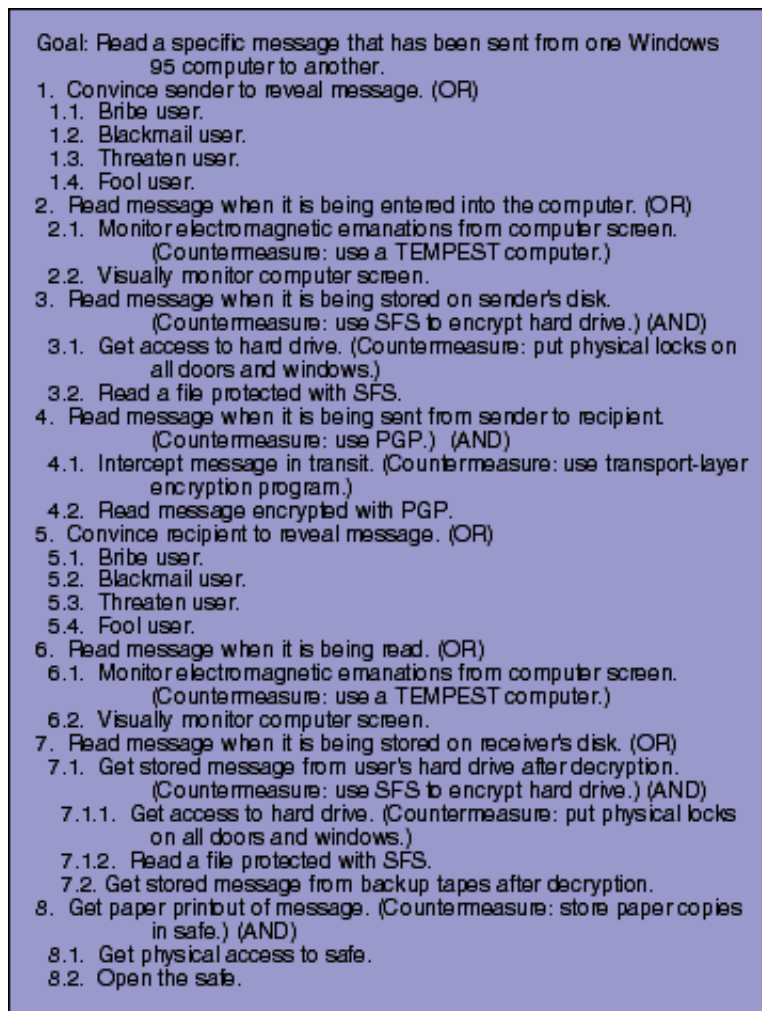 Goal: Read a specific message that has been sent from one Windows
95 computer to another.
1. Convince sender to reveal message. (OR)
1.1. Bribe user.
1.2. Blackmail user.
1.3. Threaten user.
1.4. Fool user.
2. Read message when it is being entered into the computer. (OR)
2.1. Monitor electromagnetic emanations from computer screen.
(Countermeasure: use a TEMPEST computer.)
2.2. Visually monitor computer screen.
3. Read message when it is being stored on sender's disk.
(Countermeasure: use SFS to encrypt hard drive.) (AND)
3.1. Get access to hard drive. (Countermeasure: put physical locks on
all doors and windows.)
3.2. Read a file protected with SFS.
4. Read message when it is being sent from sender to recipient.
(Countermeasure: use PGP.) (AND)
4.1. Intercept message in transit. (Countermeasure: use transport-layer
encryption program.)
4.2. Read message encrypted with PGP.
5. Convince recipient to reveal message. (OR)
5.1. Bribe user.
5.2. Blackmail user.
5.3. Threaten user.
5.4. Fool user.
6. Read message when it is being read. (OR)
6.1. Monitor electromagnetic emanations from computer screen.
(Countermeasure: use a TEMPEST computer.)
6.2. Visually monitor computer screen.
7. Read message when it is being stored on receiver's disk. (OR)
7.1. Get stored message from user's hard drive after decryption.
(Countermeasure: use SFS to encrypt hard drive.) (AND)
7.1.1. Get access to hard drive. (Countermeasure: put physical locks
on all doors and windows.)
7.1.2. Read a file protected with SFS.
7.2. Get stored message from backup tapes after decryption.
8. Get paper printout of message. (Countermeasure: store paper copies
in safe.) (AND)
8.1. Get physical access to safe.
8.2. Open the safe.